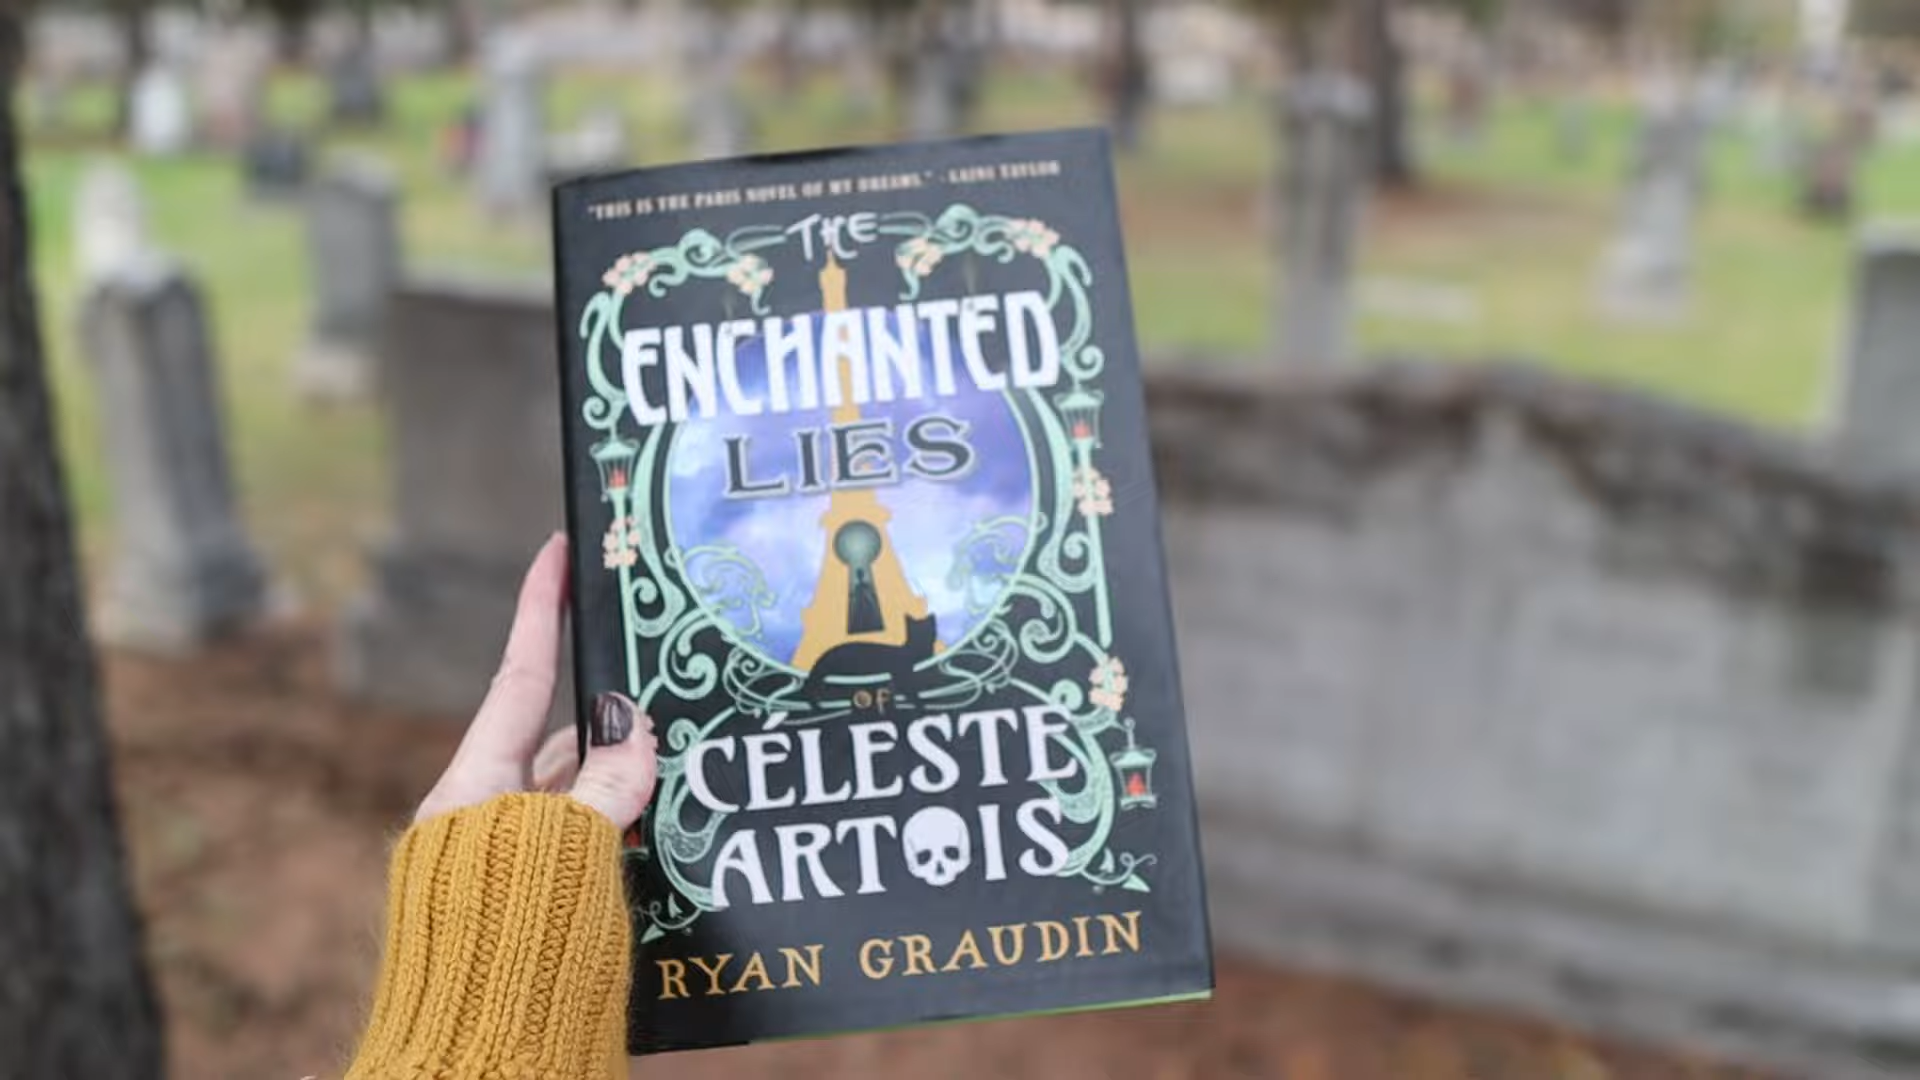 "THIS IS THE PARIS NOVEL OF MY DREAMS." - LAINI TAYLOR
THE
ENCHANTED
LIES
OF
CÉLESTE
ARTOIS
RYAN GRAUDIN